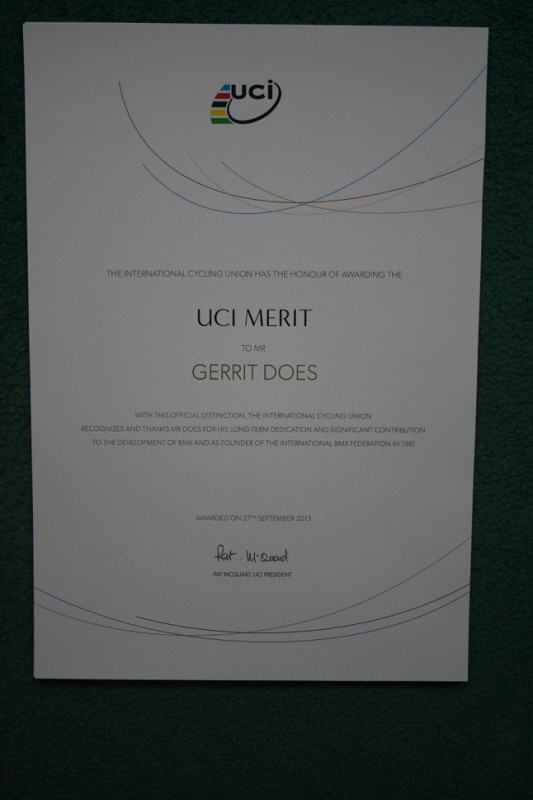 uci
THE INTERNATIONAL CYCLING UNION HAS THE HONOUR OF AWARDING THE
UCI MERIT
TO MR
GERRIT DOES
WITH THIS OFFICIAL DISTINCTION, THE INTERNATIONAL CYCLING UNION
RECOGNIZES AND THANKS MR DOES FOR HIS LONG-TERM DEDICATION AND SIGNIFICANT CONTRIBUTION
TO THE DEVELOPMENT OF BMX AND AS FOUNDER OF THE INTERNATIONAL BMX FEDERATION IN 1981
AWARDED ON 27TH SEPTEMBER 2013
Pat McQuaid
PAT MCQUAID, UCI PRESIDENT